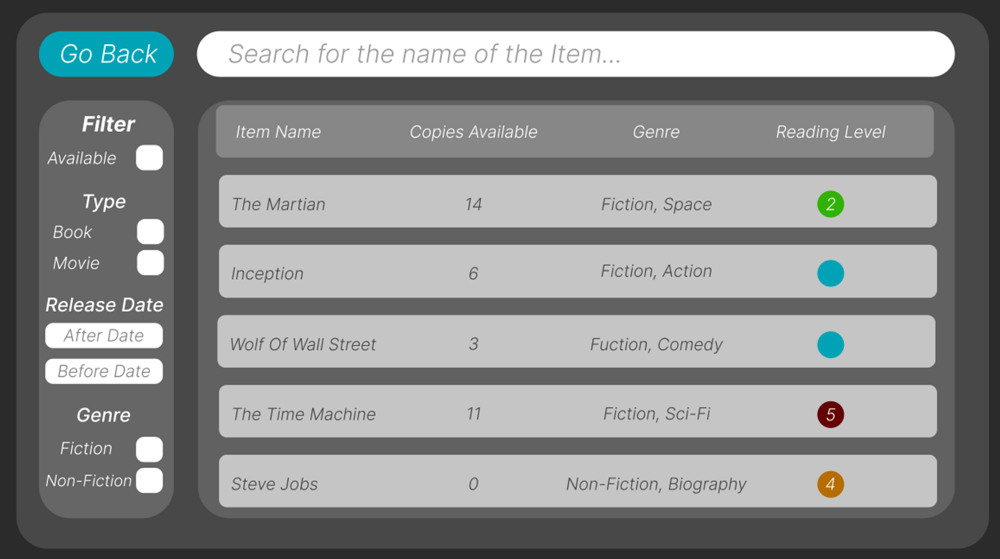 Go Back
Search for the name of the Item...
Filter
Available
Type
Book
Movie
Release Date
After Date
Before Date
Genre
Fiction
Non-Fiction
Item Name Copies Available Genre Reading Level
The Martian 14 Fiction, Space 2
Inception 6 Fiction, Action
Wolf Of Wall Street 3 Fuction, Comedy
The Time Machine 11 Fiction, Sci-Fi 5
Steve Jobs 0 Non-Fiction, Biography 4